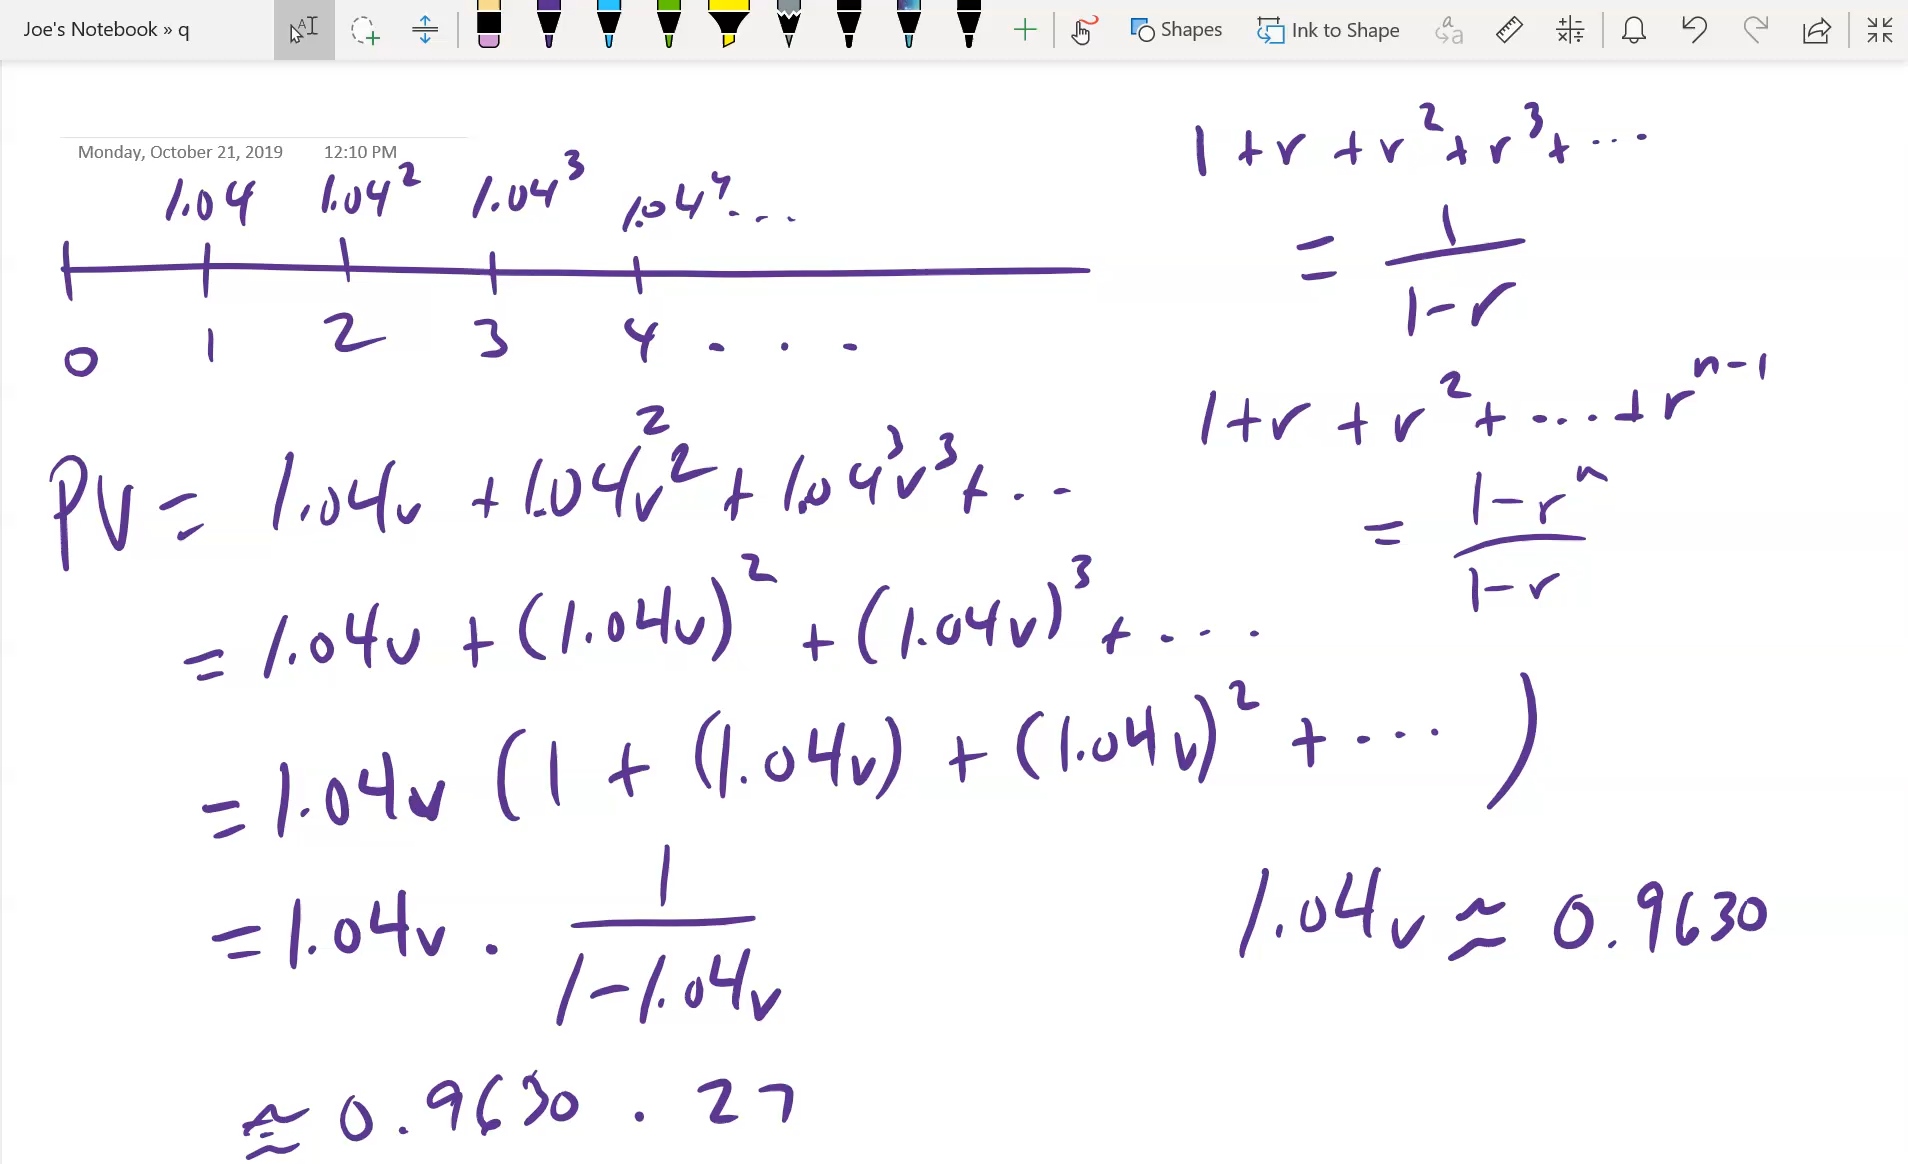 Joe's Notebook » q
Shapes
Ink to Shape
Monday, October 21, 2019 12:10 PM
1.04 1.04² 1.04³ 1.04⁴...
0 1 2 3 4 . . .
PV = 1.04v + 1.04²v² + 1.04³v³ + ...
= 1.04v + (1.04v)² + (1.04v)³ + ....
= 1.04v (1 + (1.04v) + (1.04v)² + .... )
= 1.04v · 1/(1-1.04v)
≈ 0.9630 . 27
1+r+r²+r³+...
= 1/(1-r)
1+r+r²+....+r^(n-1)
= (1-r^n)/(1-r)
1.04v ≈ 0.9630